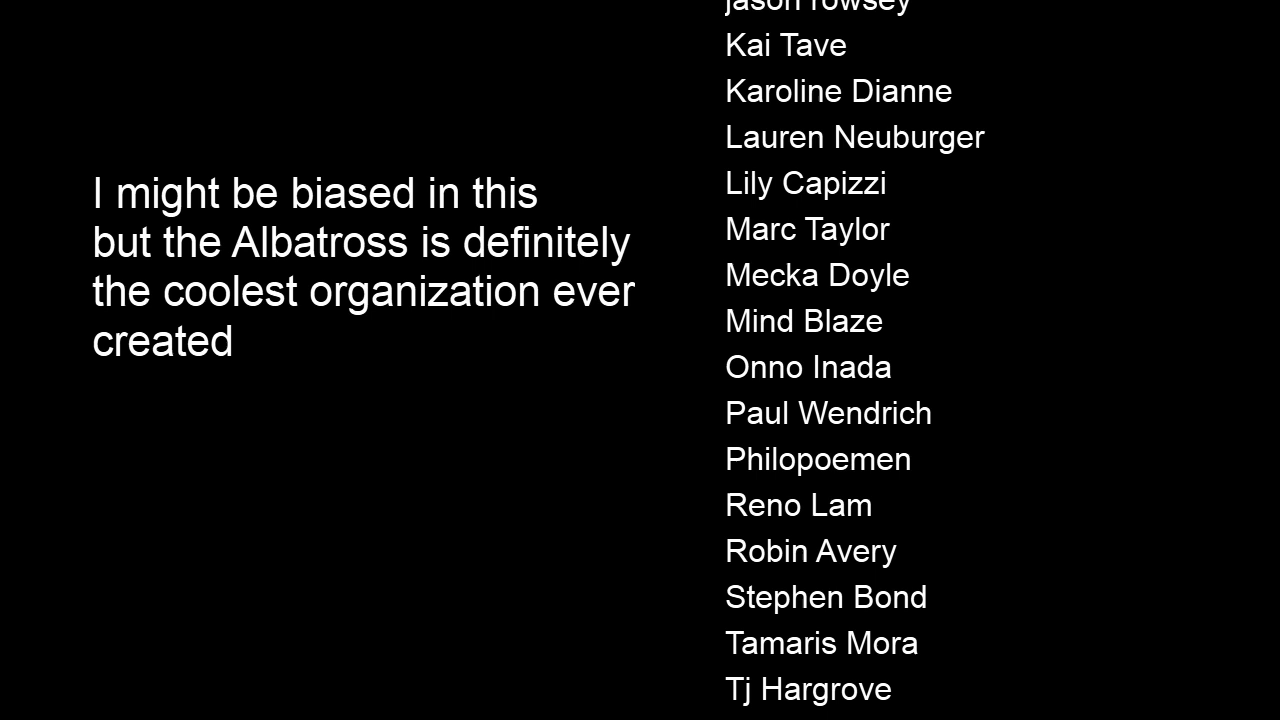 I might be biased in this
but the Albatross is definitely
the coolest organization ever
created
jason rowsey
Kai Tave
Karoline Dianne
Lauren Neuburger
Lily Capizzi
Marc Taylor
Mecka Doyle
Mind Blaze
Onno Inada
Paul Wendrich
Philopoemen
Reno Lam
Robin Avery
Stephen Bond
Tamaris Mora
Tj Hargrove